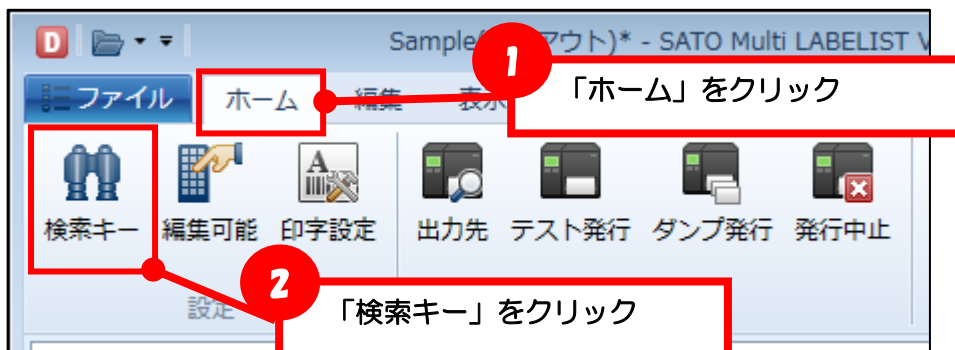 D
Sample(
アウト)* - SATO Multi LABELIST V
1
「ホーム」をクリック
ファイル ホーム 編集 表示
検索キー 編集可能 印字設定 出力先 テスト発行 ダンプ発行 発行中止
設定
2
「検索キー」をクリック